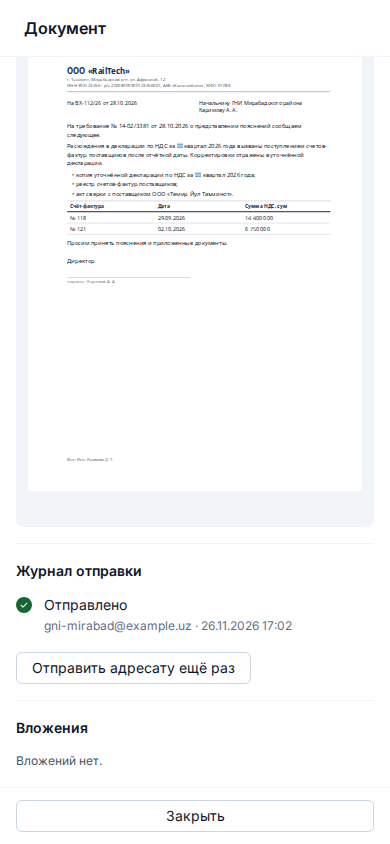 Документ
ООО «RailTech»
На ВХ-112/26 от 28.10.2026
Начальнику ГНИ Мирабадского района
Каримову А.А.
На требование № 14-02/3381 от 28.10.2026 о представлении пояснений сообщаем
следующее.
Расхождения в декларации по НДС за III квартал 2026 года вызваны поступлением счетов-
фактур поставщиков после отчётной даты. Корректировки отражены в уточнённой
декларации.
• копия уточнённой декларации по НДС за III квартал 2026 года;
• реестр счетов-фактур поставщиков;
• акт сверки с поставщиком ООО «Темир Йул Таъминот».
Счёт-фактура Дата Сумма НДС, сум
№ 118 29.09.2026 14 400 000
№ 121 02.10.2026 6 750 000
Просим принять пояснения и приложенные документы.
Директор
Журнал отправки
Отправлено
gni-mirabad@example.uz · 26.11.2026 17:02
Отправить адресату ещё раз
Вложения
Вложений нет.
Закрыть